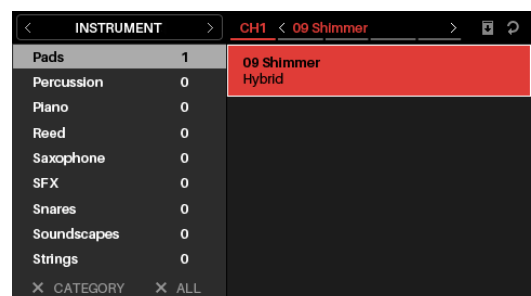 < INSTRUMENT >
CH1 < 09 Shimmer >
Pads 1
Percussion 0
Piano 0
Reed 0
Saxophone 0
SFX 0
Snares 0
Soundscapes 0
Strings 0
X CATEGORY X ALL
09 Shimmer
Hybrid